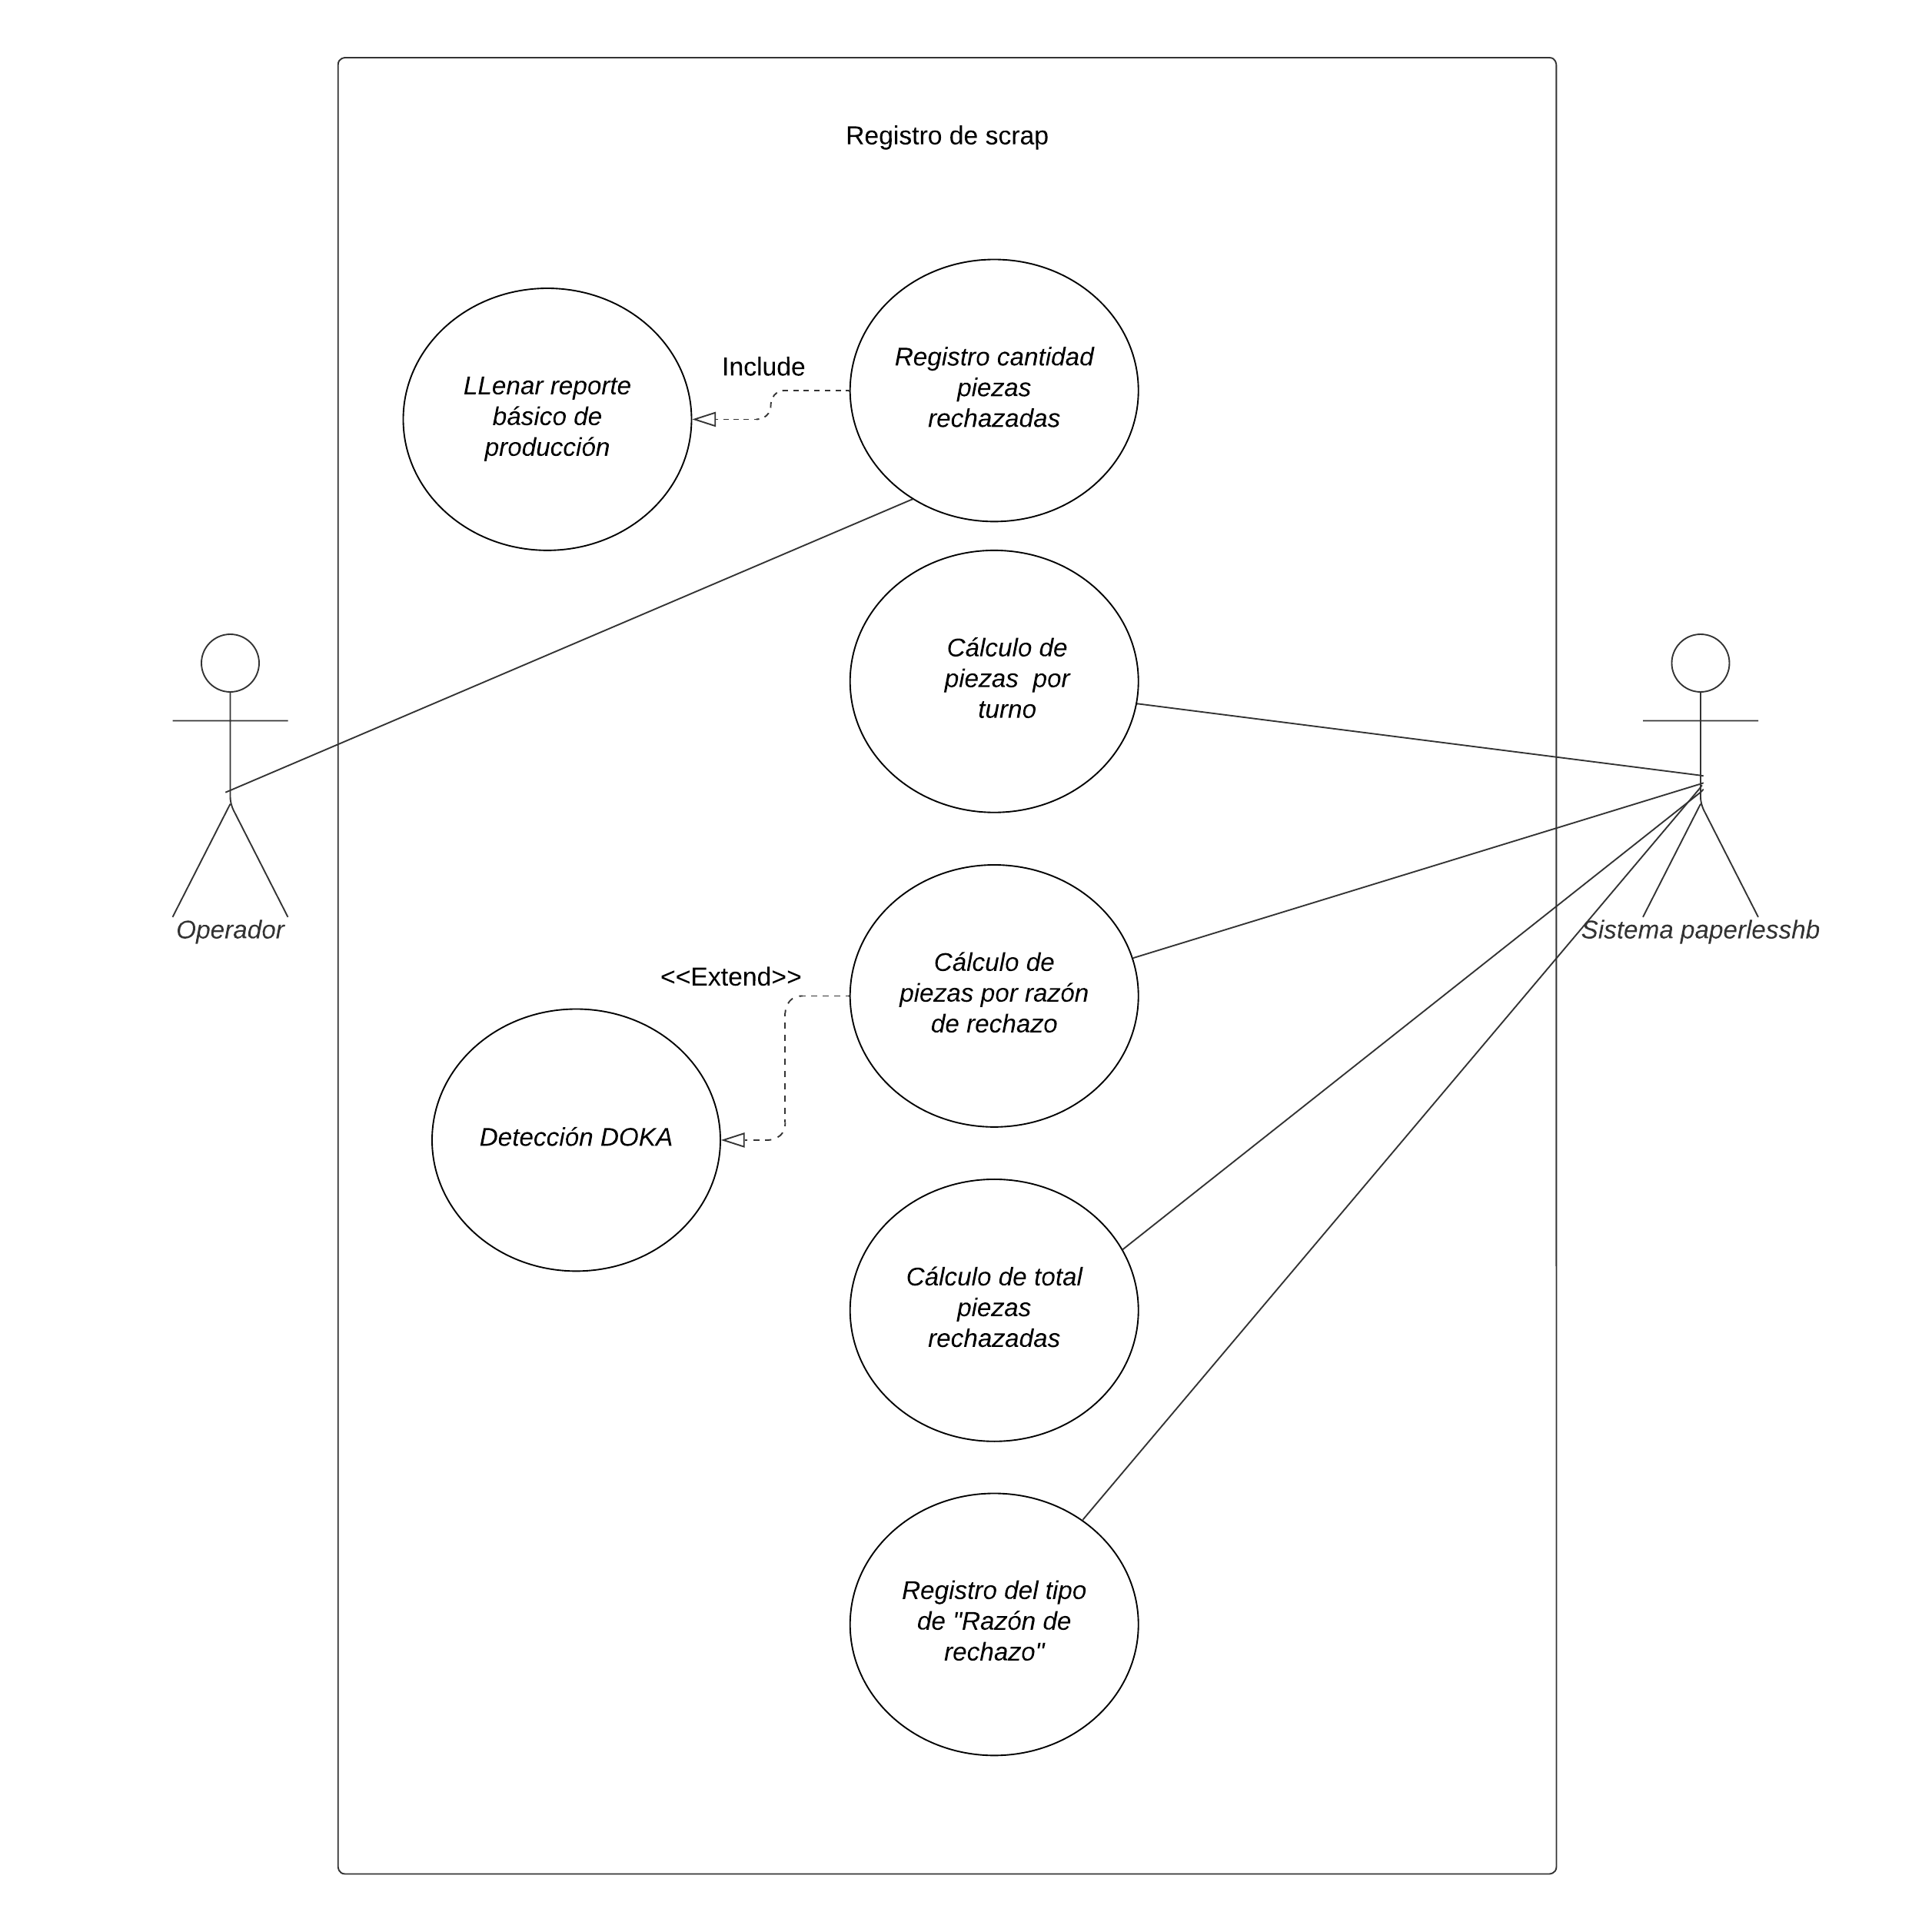 Registro de scrap
LLenar reporte
básico de
producción
Include
Registro cantidad
piezas
rechazadas
Cálculo de
piezas  por
turno
Operador
Sistema paperlesshb
<<Extend>>
Cálculo de
piezas por razón
de rechazo
Detección DOKA
Cálculo de total
piezas
rechazadas
Registro del tipo
de "Razón de
rechazo"